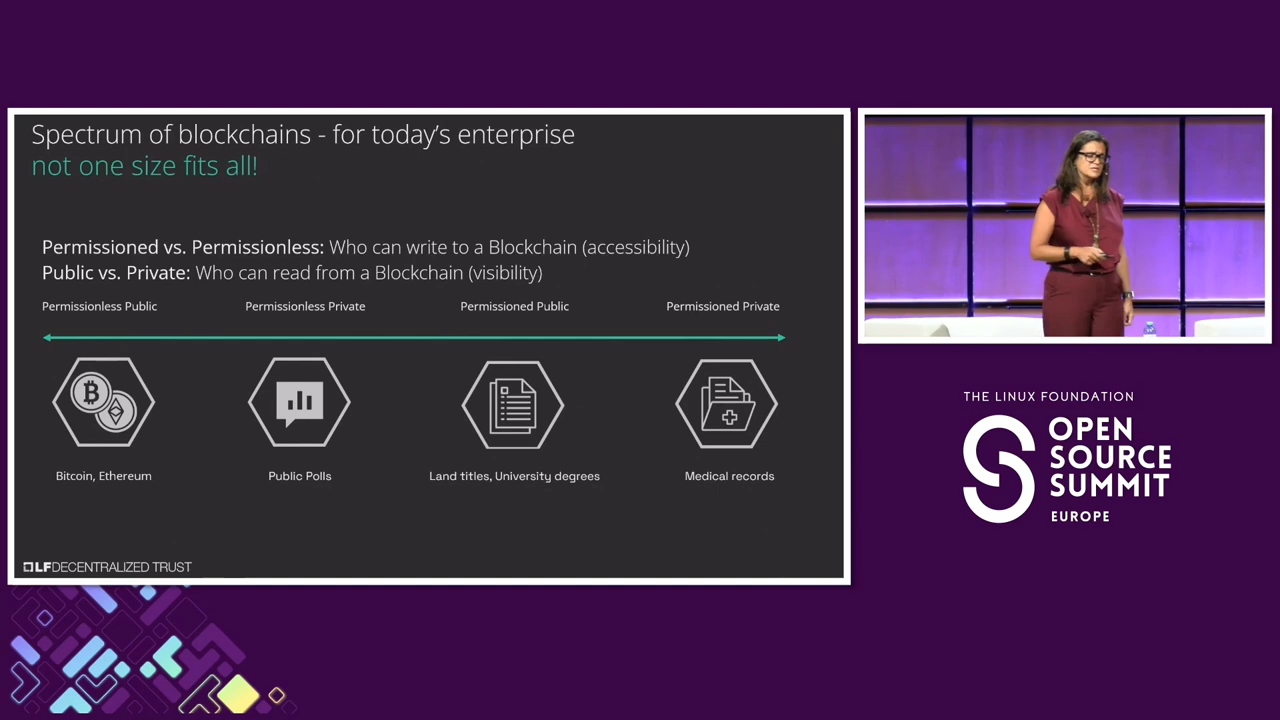 Spectrum of blockchains - for today's enterprise
not one size fits all!
Permissioned vs. Permissionless: Who can write to a Blockchain (accessibility)
Public vs. Private: Who can read from a Blockchain (visibility)
Permissionless Public
Permissionless Private
Permissioned Public
Permissioned Private
Bitcoin, Ethereum
Public Polls
Land titles, University degrees
Medical records
LFDECENTRALIZED TRUST
THE LINUX FOUNDATION
OPEN
SOURCE
SUMMIT
EUROPE